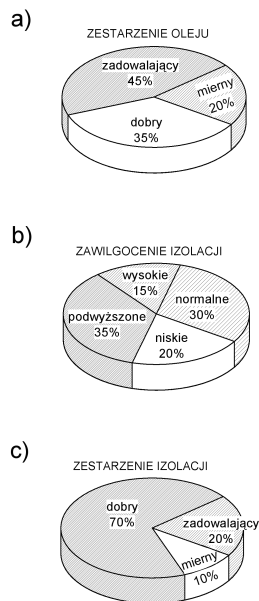 a)
ZESTARZENIE OLEJU
zadowalający
45%
mierny
20%
dobry
35%
b)
ZAWILGOCENIE IZOLACJI
wysokie
15%
normalne
30%
podwyższone
35%
niskie
20%
c)
ZESTARZENIE IZOLACJI
dobry
70%
zadowalający
20%
mierny
10%